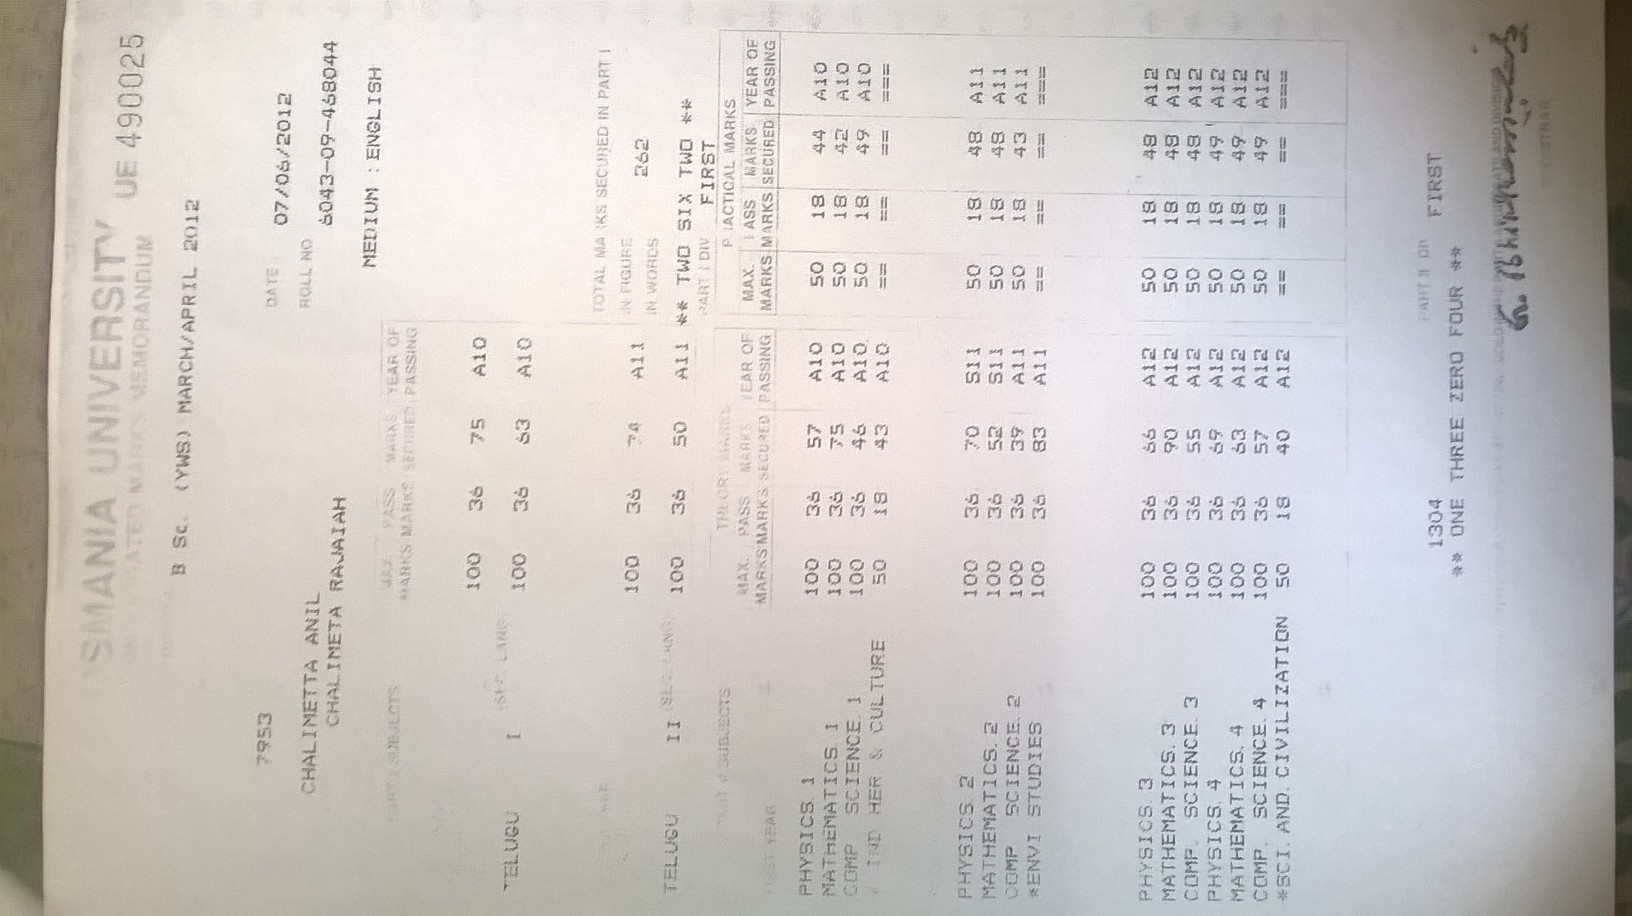 OSMANIA UNIVERSITY UE 490025
MARKS MEMORANDUM
B Sc. (YWS) MARCH/APRIL 2012
7953 DATE : 07/06/2012
CHALIMETTA ANIL ROLL NO 6043-09-468044
CHALIMETA RAJAIAH
MEDIUM : ENGLISH
PART I SUBJECTS MAX. MARKS PASS MARKS MARKS SECURED YEAR OF PASSING
TELUGU I (SEC. LANG) 100 36 75 A10
100 36 63 A10
TOTAL MARKS SECURED IN PART I
100 36 74 A11 IN FIGURE 262
TELUGU II (SEC. LANG) 100 36 50 A11 IN WORDS ** TWO SIX TWO **
PART I DIV FIRST
PART II SUBJECTS THEORY MARKS PRACTICAL MARKS
MAX. MARKS PASS MARKS MARKS SECURED YEAR OF PASSING MAX. MARKS PASS MARKS MARKS SECURED YEAR OF PASSING
FIRST YEAR
PHYSICS. 1 100 36 57 A10 50 18 44 A10
MATHEMATICS. 1 100 36 75 A10 50 18 42 A10
COMP SCIENCE. 1 100 36 46 A10 50 18 49 A10
IND HER & CULTURE 50 18 43 A10 == == == ===
PHYSICS. 2 100 36 70 S11 50 18 48 A11
MATHEMATICS. 2 100 36 52 S11 50 18 48 A11
COMP SCIENCE. 2 100 36 39 A11 50 18 43 A11
*ENVI STUDIES 100 36 83 A11 == == == ===
PHYSICS. 3 100 36 66 A12 50 18 48 A12
MATHEMATICS. 3 100 36 90 A12 50 18 48 A12
COMP. SCIENCE. 3 100 36 55 A12 50 18 48 A12
PHYSICS. 4 100 36 69 A12 50 18 49 A12
MATHEMATICS. 4 100 36 63 A12 50 18 49 A12
COMP. SCIENCE. 4 100 36 57 A12 50 18 49 A12
*SCI. AND. CIVILIZATION 50 18 40 A12 == == == ===
1304 PART II DIV FIRST
** ONE THREE ZERO FOUR **